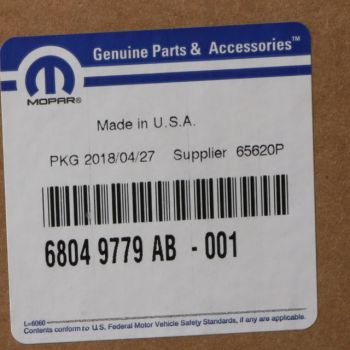 Genuine Parts & Accessories™
MOPAR®
Made in U.S.A.
PKG 2018/04/27 Supplier 65620P
6804 9779 AB - 001
L=6060
Contents conform to U.S. Federal Motor Vehicle Safety Standards, if any are applicable.